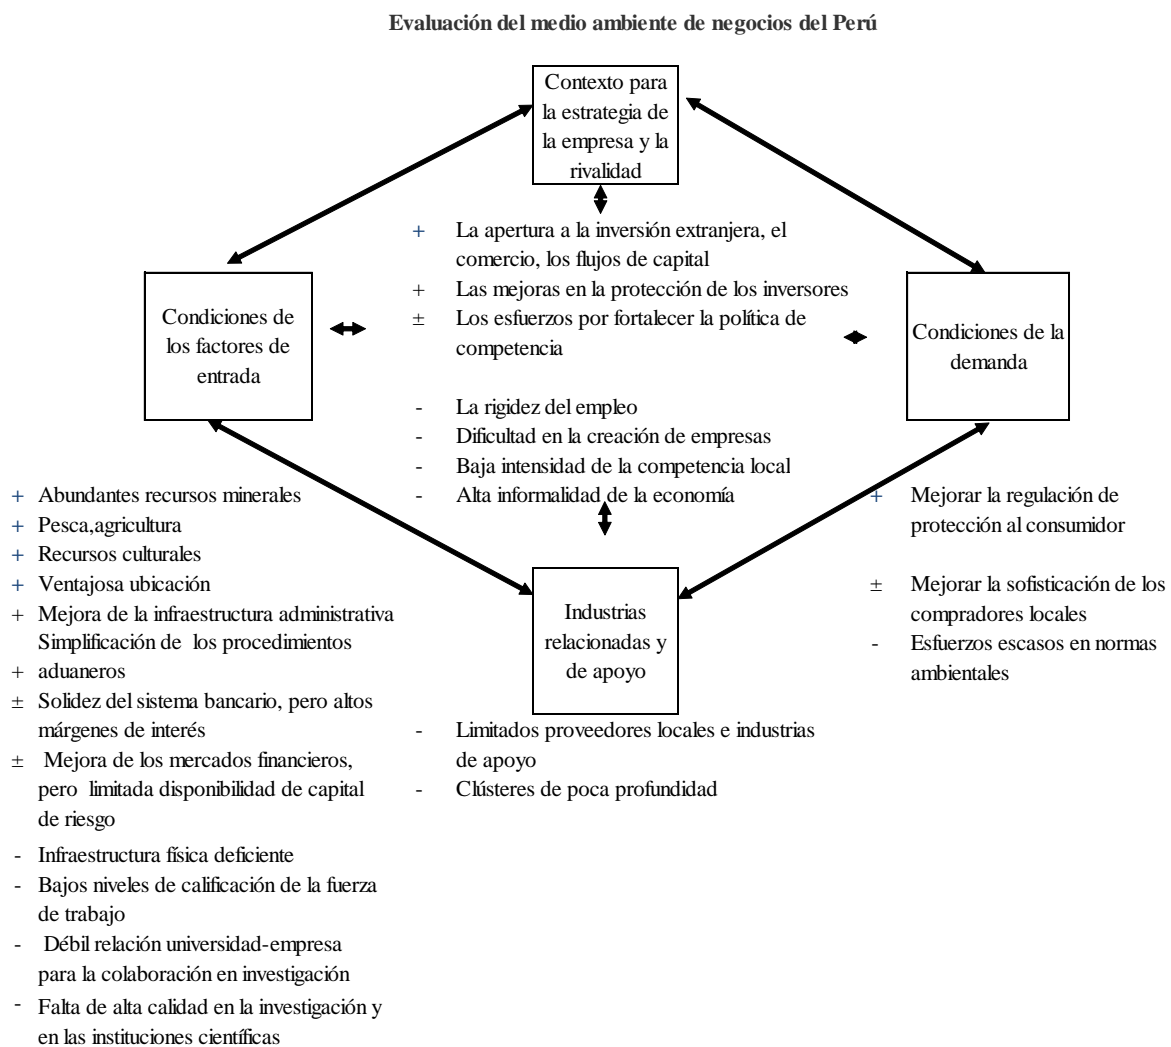 Evaluación del medio ambiente de negocios del Perú
Contexto para
la estrategia de
la empresa y la
rivalidad
+ La apertura a la inversión extranjera, el
comercio, los flujos de capital
+ Las mejoras en la protección de los inversores
± Los esfuerzos por fortalecer la política de
competencia
- La rigidez del empleo
- Dificultad en la creación de empresas
- Baja intensidad de la competencia local
- Alta informalidad de la economía
Condiciones de
los factores de
entrada
Condiciones de la
demanda
+ Abundantes recursos minerales
+ Pesca,agricultura
+ Recursos culturales
+ Ventajosa ubicación
+ Mejora de la infraestructura administrativa
Simplificación de los procedimientos
+ aduaneros
± Solidez del sistema bancario, pero altos
márgenes de interés
± Mejora de los mercados financieros,
pero limitada disponibilidad de capital
de riesgo
- Infraestructura física deficiente
- Bajos niveles de calificación de la fuerza
de trabajo
- Débil relación universidad-empresa
para la colaboración en investigación
- Falta de alta calidad en la investigación y
en las instituciones científicas
Industrias
relacionadas y
de apoyo
- Limitados proveedores locales e industrias
de apoyo
- Clústeres de poca profundidad
+ Mejorar la regulación de
protección al consumidor
± Mejorar la sofisticación de los
compradores locales
- Esfuerzos escasos en normas
ambientales